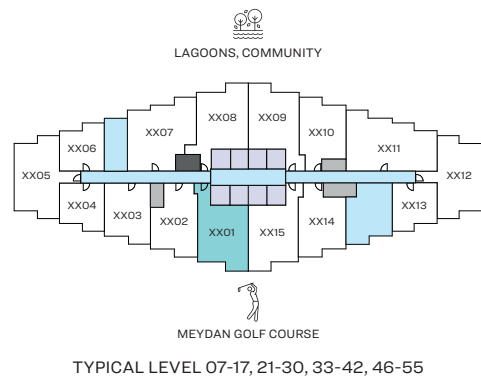 LAGOONS, COMMUNITY
XX08 XX09
XX07 XX10
XX06 XX11
XX05 XX12
XX04 XX03 XX13
XX02 XX14
XX01 XX15
MEYDAN GOLF COURSE
TYPICAL LEVEL 07-17, 21-30, 33-42, 46-55